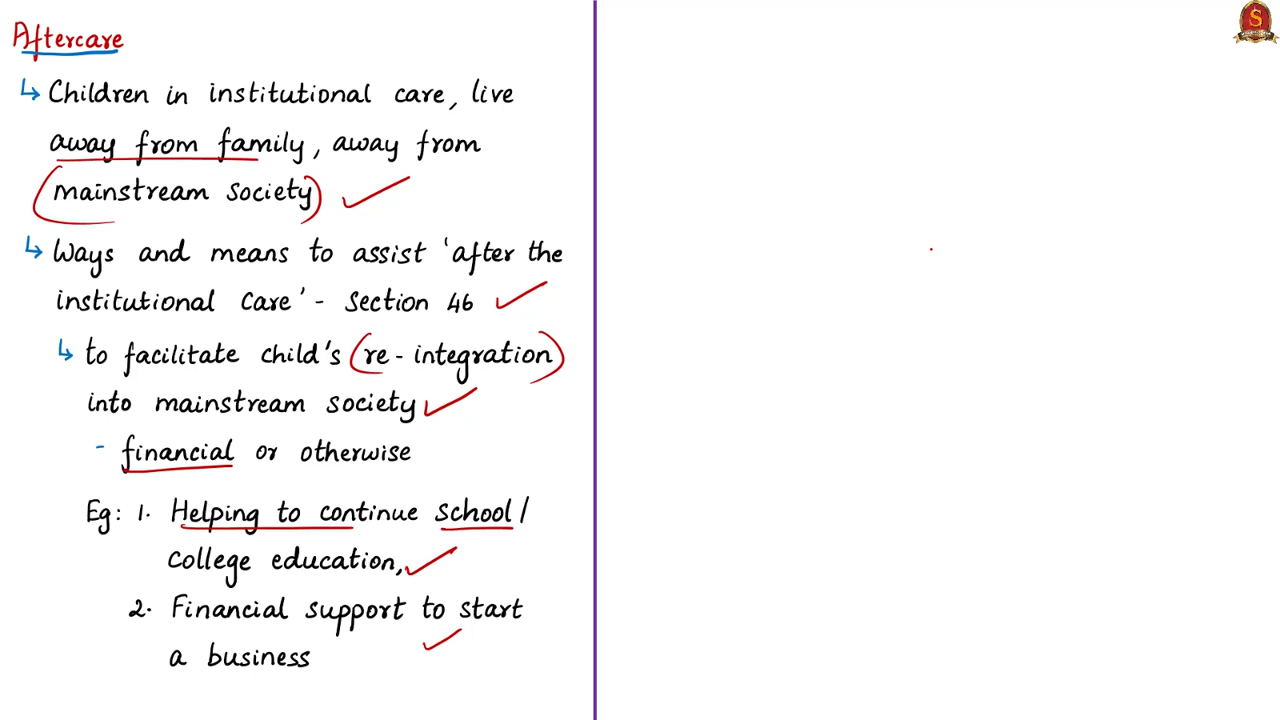 Aftercare
↳ Children in institutional care, live
away from family, away from
(mainstream society)
↳ Ways and means to assist 'after the
institutional care' - Section 46
↳ to facilitate child's (re-integration)
into mainstream society
- financial or otherwise
Eg: 1. Helping to continue school/
college education,
2. Financial support to start
a business
S